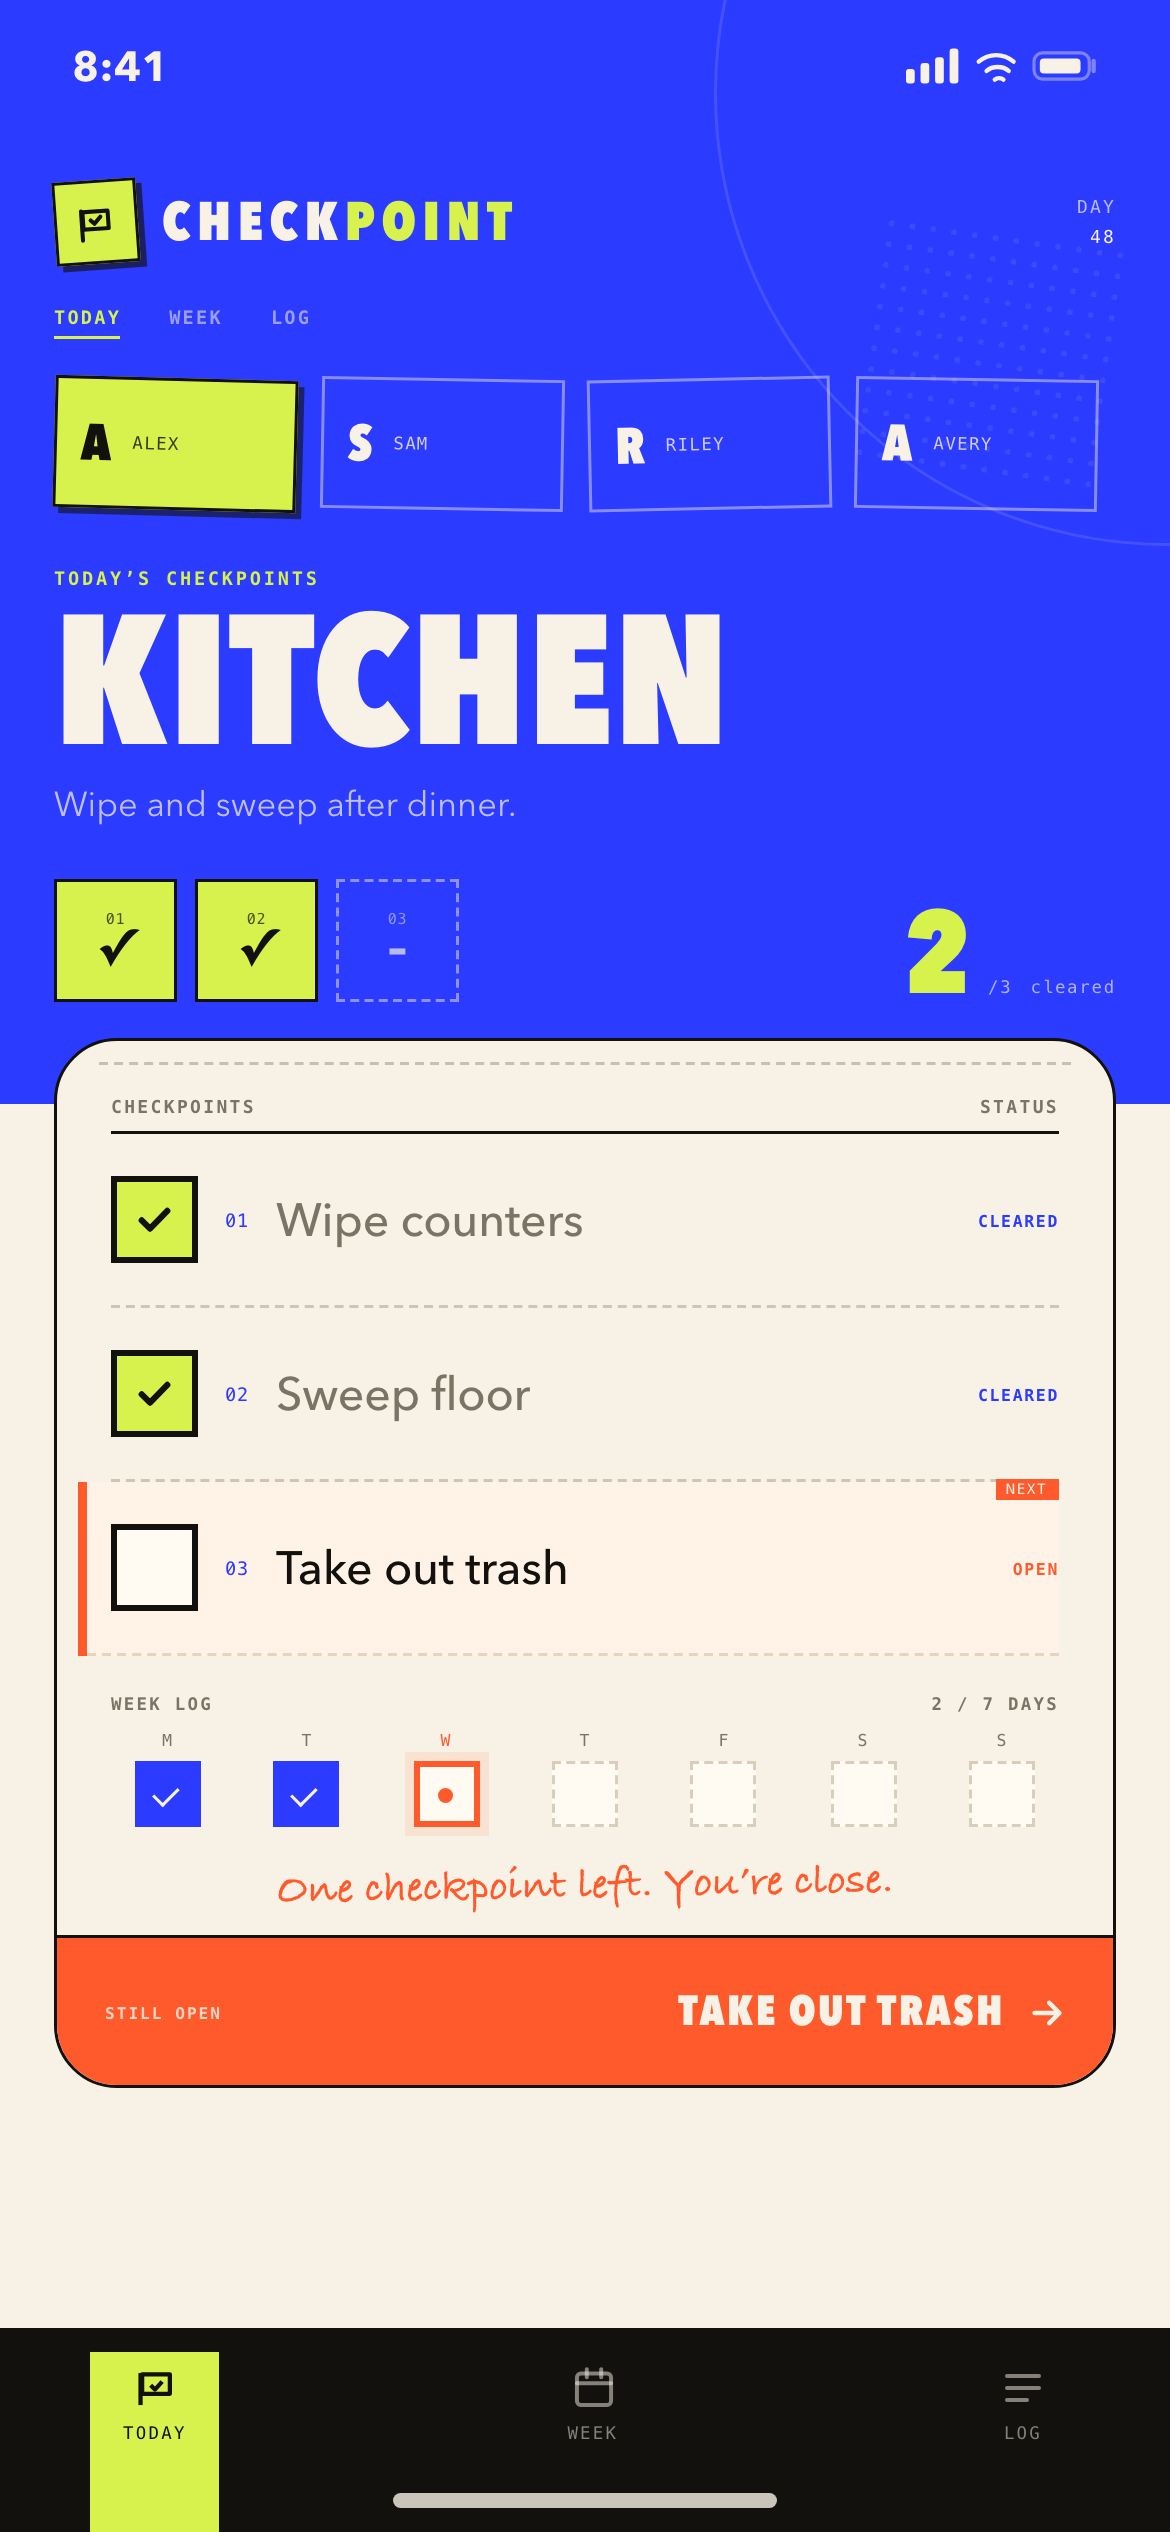 8:41
CHECKPOINT
DAY
48
TODAY WEEK LOG
A ALEX S SAM R RILEY A AVERY
TODAY’S CHECKPOINTS
KITCHEN
Wipe and sweep after dinner.
01 02 03
2 /3 cleared
CHECKPOINTS STATUS
01 Wipe counters CLEARED
02 Sweep floor CLEARED
NEXT
03 Take out trash OPEN
WEEK LOG 2 / 7 DAYS
M T W T F S S
One checkpoint left. You’re close.
STILL OPEN TAKE OUT TRASH →
TODAY WEEK LOG